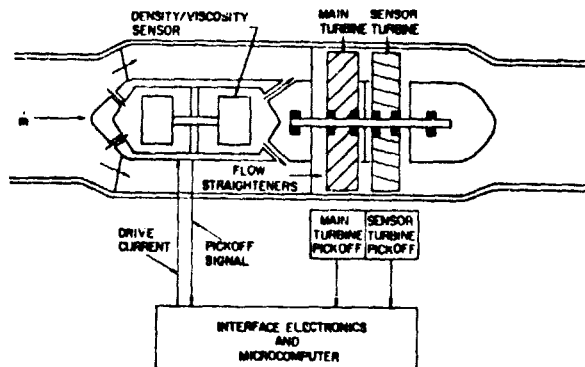 DENSITY/VISCOSITY
SENSOR
MAIN
TURBINE
SENSOR
TURBINE
FLOW
STRAIGHTENERS
DRIVE
CURRENT
PICKOFF
SIGNAL
MAIN
TURBINE
PICKOFF
SENSOR
TURBINE
PICKOFF
INTERFACE ELECTRONICS
AND
MICROCOMPUTER